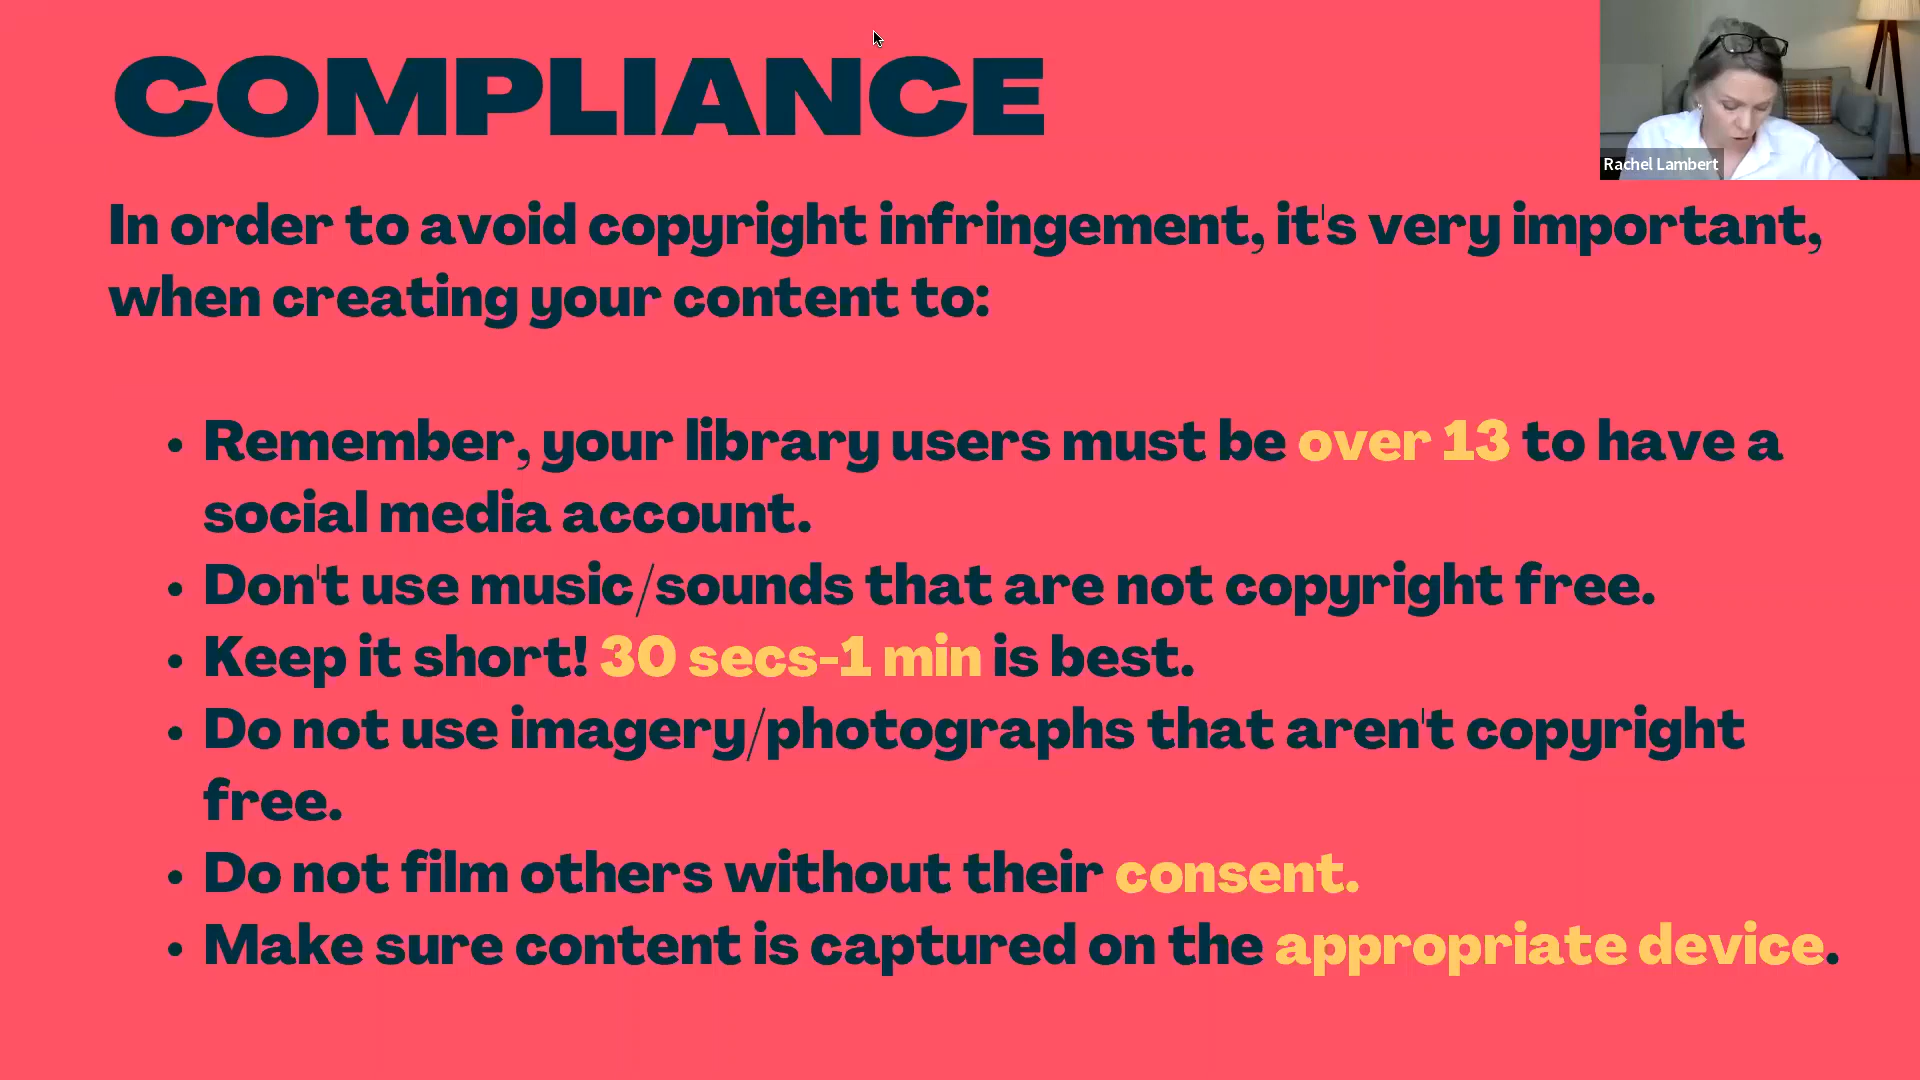 COMPLIANCE
Rachel Lambert
In order to avoid copyright infringement, it's very important,
when creating your content to:
• Remember, your library users must be over 13 to have a
social media account.
• Don't use music/sounds that are not copyright free.
• Keep it short! 30 secs-1 min is best.
• Do not use imagery/photographs that aren't copyright
free.
• Do not film others without their consent.
• Make sure content is captured on the appropriate device.